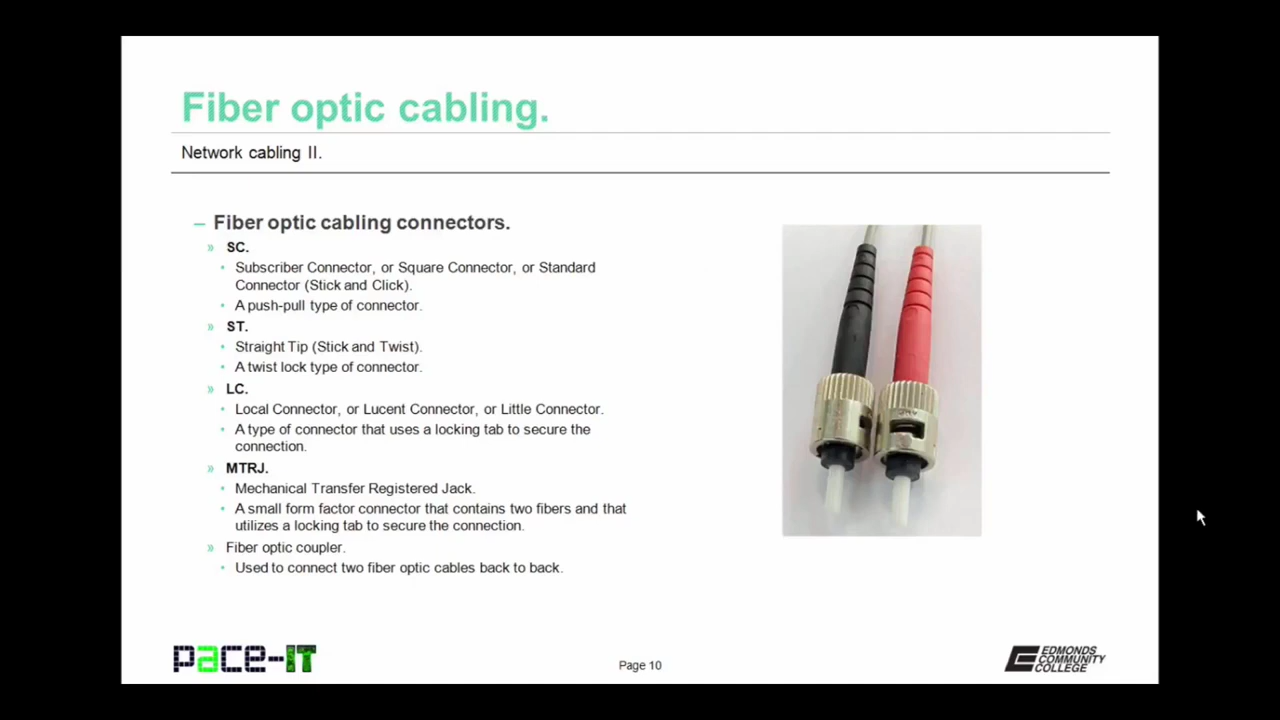 Fiber optic cabling.
Network cabling II.
– Fiber optic cabling connectors.
» SC.
• Subscriber Connector, or Square Connector, or Standard
Connector (Stick and Click).
• A push-pull type of connector.
» ST.
• Straight Tip (Stick and Twist).
• A twist lock type of connector.
» LC.
• Local Connector, or Lucent Connector, or Little Connector.
• A type of connector that uses a locking tab to secure the
connection.
» MTRJ.
• Mechanical Transfer Registered Jack.
• A small form factor connector that contains two fibers and that
utilizes a locking tab to secure the connection.
» Fiber optic coupler.
• Used to connect two fiber optic cables back to back.
pace-IT
Page 10
EDMONDS
COMMUNITY
COLLEGE